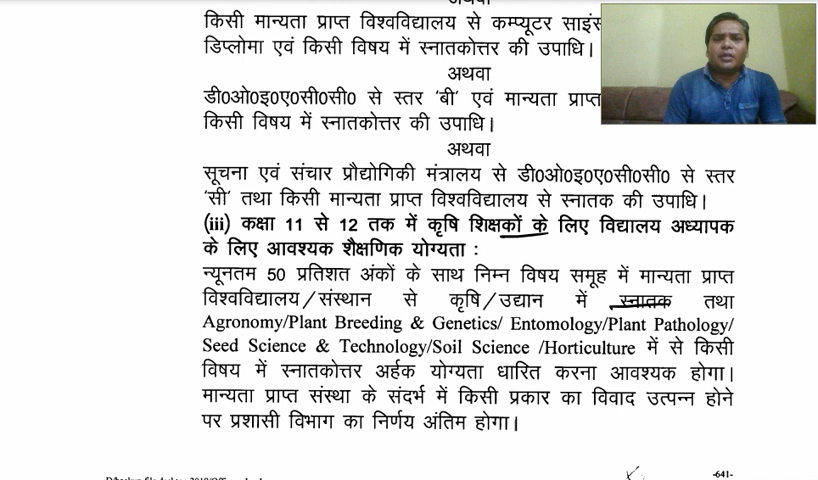 अथवा
किसी मान्यता प्राप्त विश्वविद्यालय से कम्प्यूटर साइंस
डिप्लोमा एवं किसी विषय में स्नातकोत्तर की उपाधि।
अथवा
डी0ओ0इ0ए0सी0सी0 से स्तर 'बी' एवं मान्यता प्राप्त
किसी विषय में स्नातकोत्तर की उपाधि।
अथवा
सूचना एवं संचार प्रौद्योगिकी मंत्रालय से डी0ओ0इ0ए0सी0सी0 से स्तर
'सी' तथा किसी मान्यता प्राप्त विश्वविद्यालय से स्नातक की उपाधि।
(iii) कक्षा 11 से 12 तक में कृषि शिक्षकों के लिए विद्यालय अध्यापक
के लिए आवश्यक शैक्षणिक योग्यता :
न्यूनतम 50 प्रतिशत अंकों के साथ निम्न विषय समूह में मान्यता प्राप्त
विश्वविद्यालय/संस्थान से कृषि/उद्यान में स्नातक तथा
Agronomy/Plant Breeding & Genetics/ Entomology/Plant Pathology/
Seed Science & Technology/Soil Science /Horticulture में से किसी
विषय में स्नातकोत्तर अर्हक योग्यता धारित करना आवश्यक होगा।
मान्यता प्राप्त संस्था के संदर्भ में किसी प्रकार का विवाद उत्पन्न होने
पर प्रशासी विभाग का निर्णय अंतिम होगा।
-641-